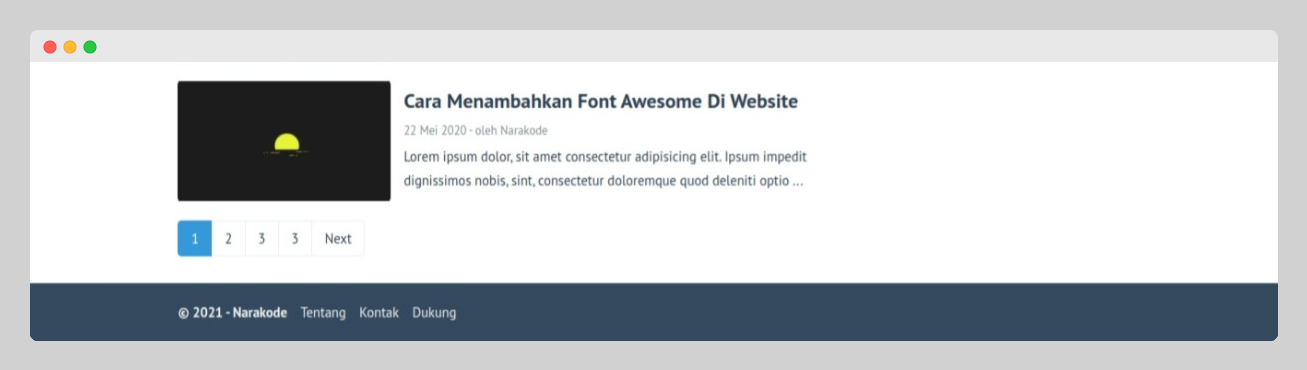 Cara Menambahkan Font Awesome Di Website
22 Mei 2020 - oleh Narakode
Lorem ipsum dolor, sit amet consectetur adipisicing elit. Ipsum impedit
dignissimos nobis, sint, consectetur doloremque quod deleniti optio ...
1 2 3 3 Next
© 2021 - Narakode Tentang Kontak Dukung